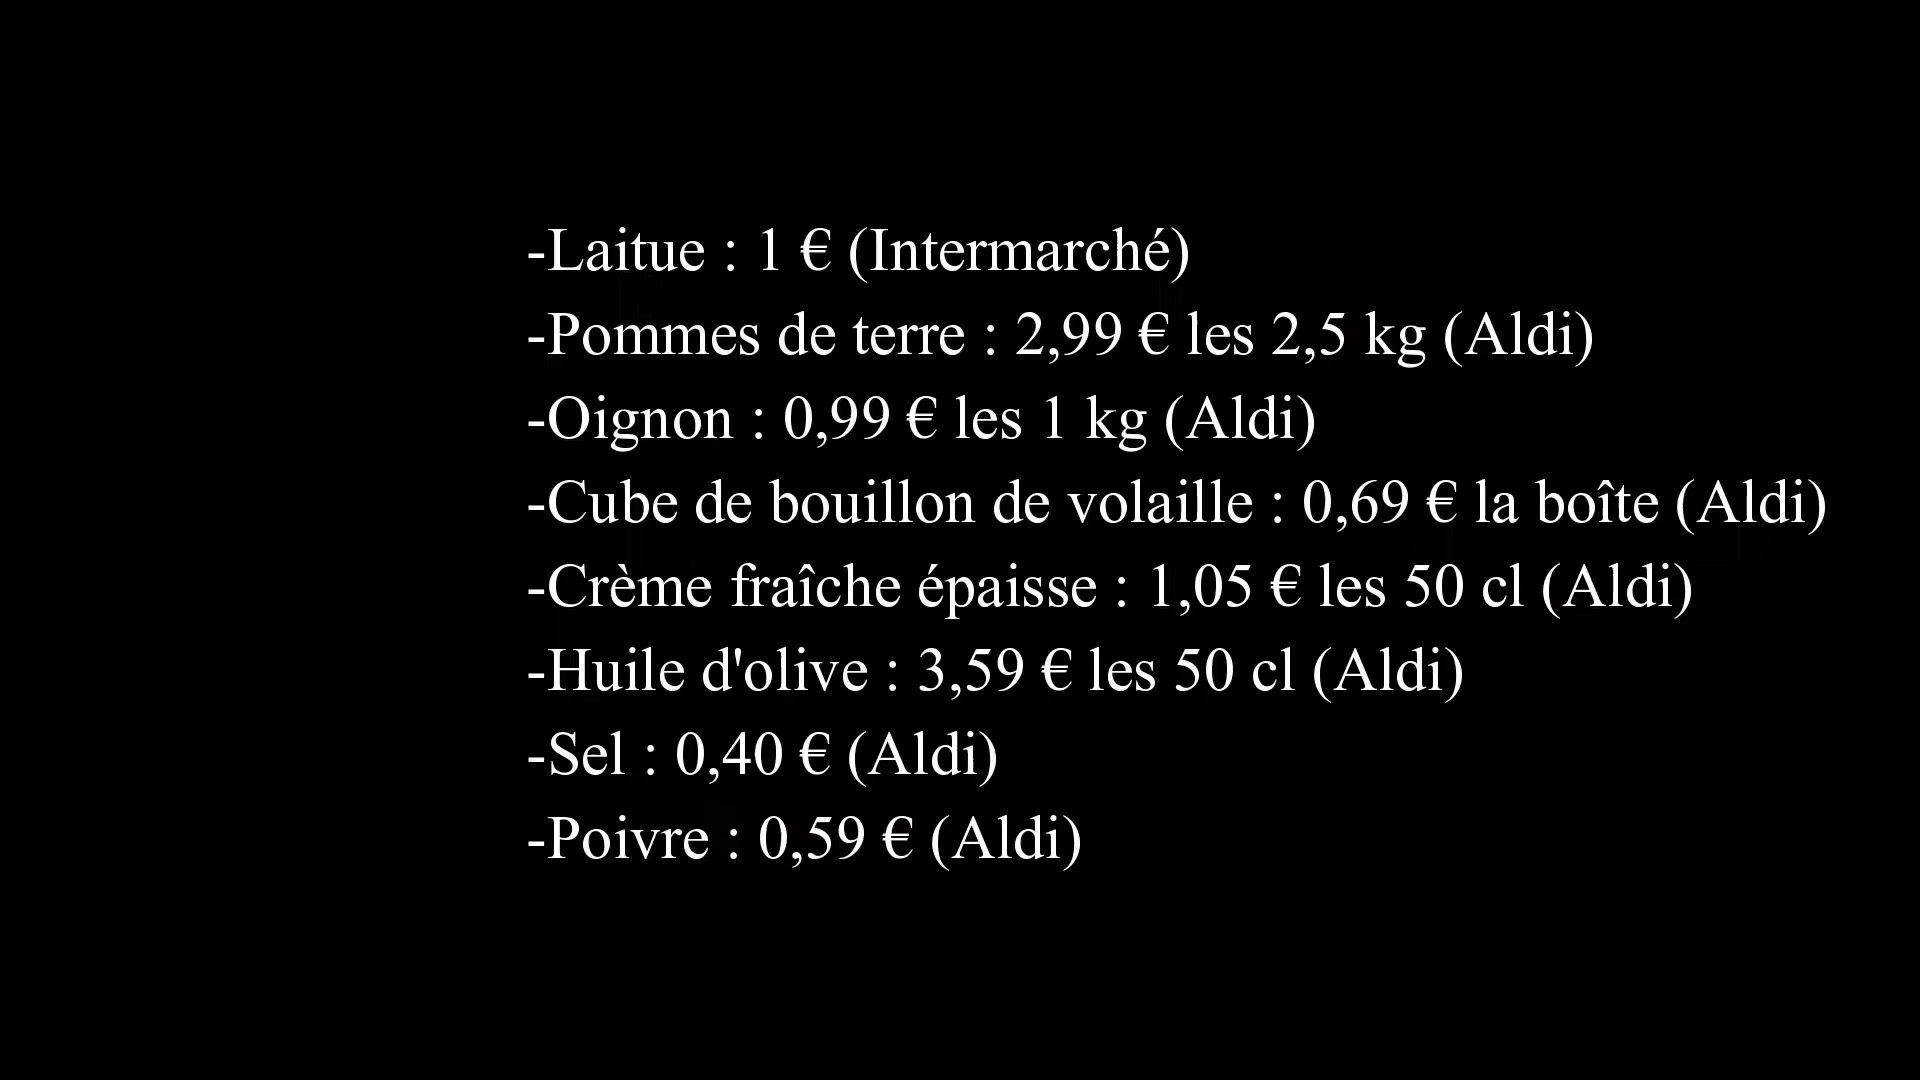 -Laitue : 1 € (Intermarché)
-Pommes de terre : 2,99 € les 2,5 kg (Aldi)
-Oignon : 0,99 € les 1 kg (Aldi)
-Cube de bouillon de volaille : 0,69 € la boîte (Aldi)
-Crème fraîche épaisse : 1,05 € les 50 cl (Aldi)
-Huile d'olive : 3,59 € les 50 cl (Aldi)
-Sel : 0,40 € (Aldi)
-Poivre : 0,59 € (Aldi)